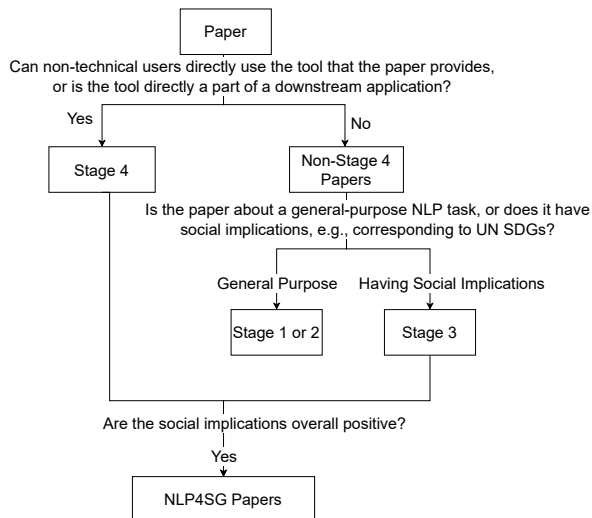 Paper
Can non-technical users directly use the tool that the paper provides,
or is the tool directly a part of a downstream application?
Yes
No
Stage 4
Non-Stage 4
Papers
Is the paper about a general-purpose NLP task, or does it have
social implications, e.g., corresponding to UN SDGs?
General Purpose
Having Social Implications
Stage 1 or 2
Stage 3
Are the social implications overall positive?
Yes
NLP4SG Papers